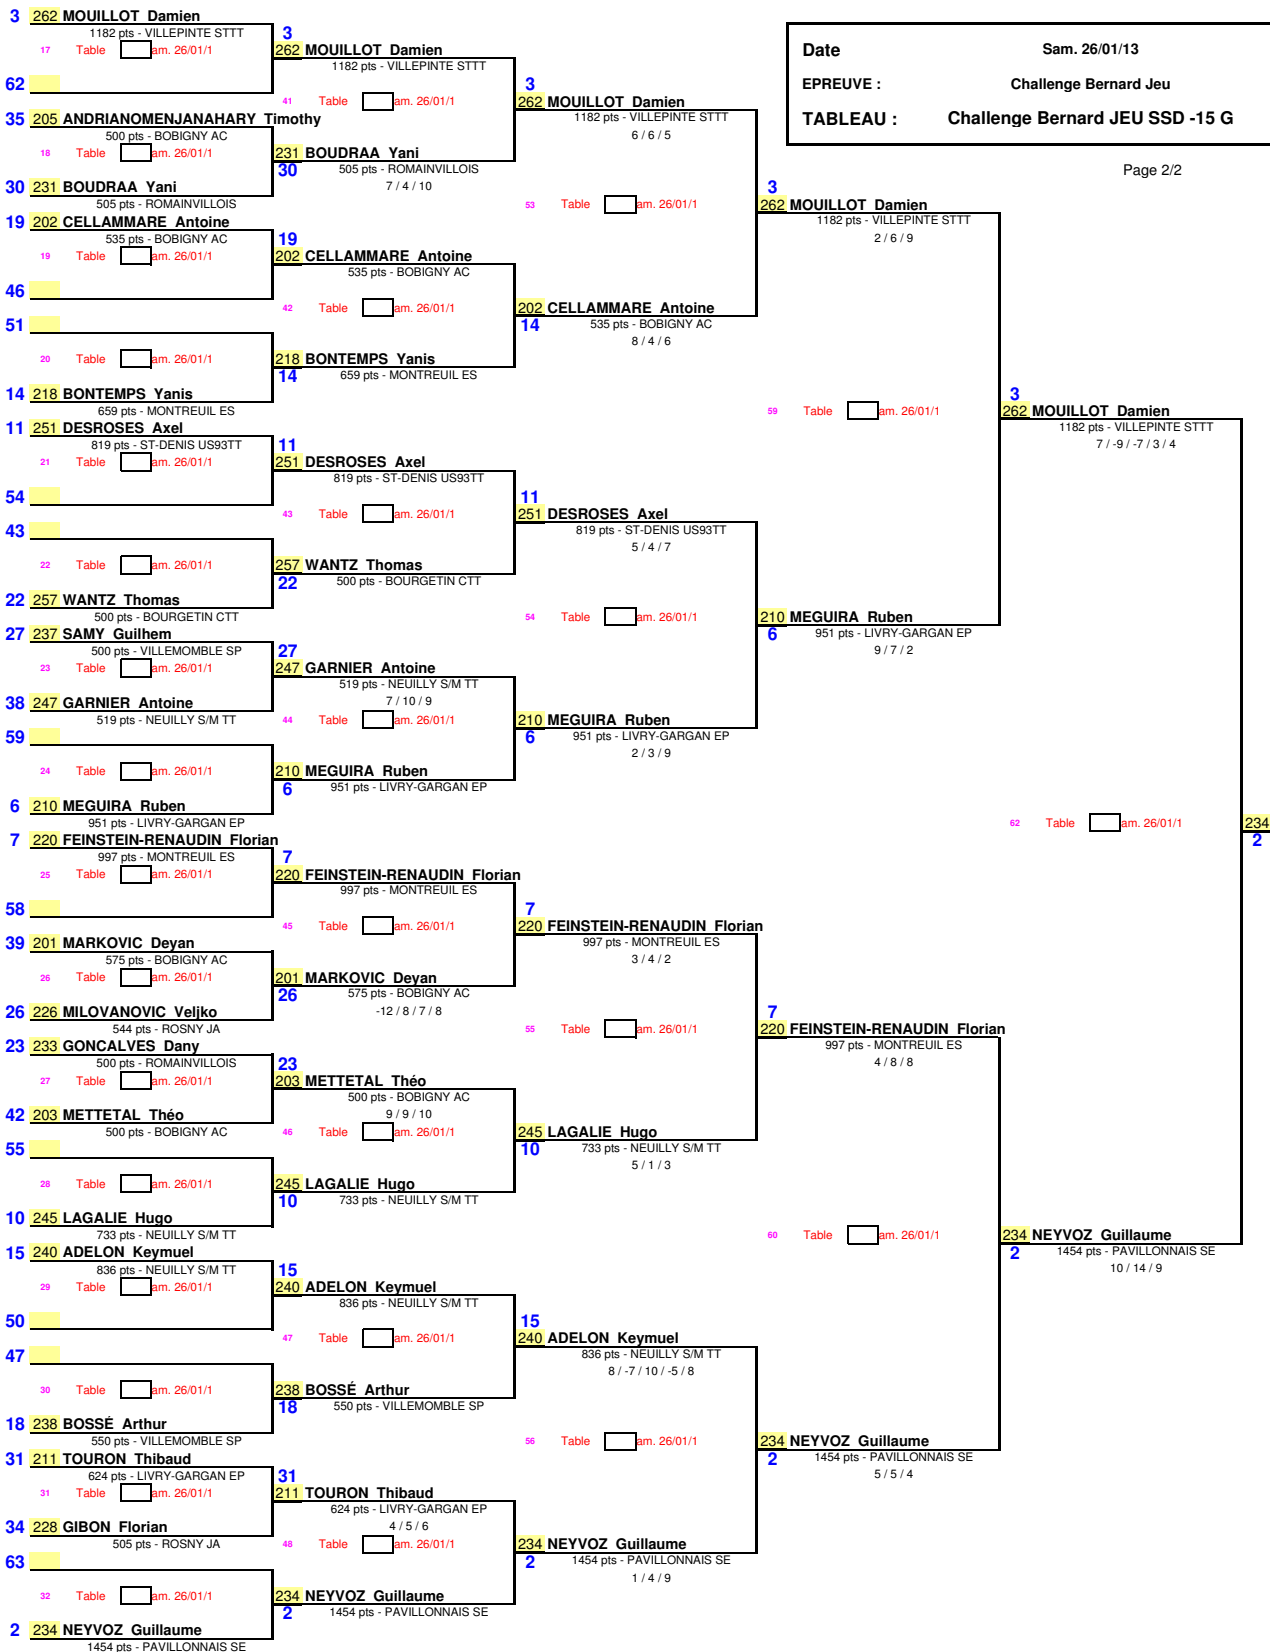 Date Sam. 26/01/13
EPREUVE : Challenge Bernard Jeu
TABLEAU : Challenge Bernard JEU SSD -15 G
Page 2/2
3 262 MOUILLOT Damien
1182 pts - VILLEPINTE STTT
17 Table am. 26/01/1
62
35 205 ANDRIANOMENJANAHARY Timothy
500 pts - BOBIGNY AC
18 Table am. 26/01/1
30 231 BOUDRAA Yani
505 pts - ROMAINVILLOIS
19 202 CELLAMMARE Antoine
535 pts - BOBIGNY AC
19 Table am. 26/01/1
46
51
20 Table am. 26/01/1
14 218 BONTEMPS Yanis
659 pts - MONTREUIL ES
11 251 DESROSES Axel
819 pts - ST-DENIS US93TT
21 Table am. 26/01/1
54
43
22 Table am. 26/01/1
22 257 WANTZ Thomas
500 pts - BOURGETIN CTT
27 237 SAMY Guilhem
500 pts - VILLEMOMBLE SP
23 Table am. 26/01/1
38 247 GARNIER Antoine
519 pts - NEUILLY S/M TT
59
24 Table am. 26/01/1
6 210 MEGUIRA Ruben
951 pts - LIVRY-GARGAN EP
7 220 FEINSTEIN-RENAUDIN Florian
997 pts - MONTREUIL ES
25 Table am. 26/01/1
58
39 201 MARKOVIC Deyan
575 pts - BOBIGNY AC
26 Table am. 26/01/1
26 226 MILOVANOVIC Veljko
544 pts - ROSNY JA
23 233 GONCALVES Dany
500 pts - ROMAINVILLOIS
27 Table am. 26/01/1
42 203 METTETAL Théo
500 pts - BOBIGNY AC
55
28 Table am. 26/01/1
10 245 LAGALIE Hugo
733 pts - NEUILLY S/M TT
15 240 ADELON Keymuel
836 pts - NEUILLY S/M TT
29 Table am. 26/01/1
50
47
30 Table am. 26/01/1
18 238 BOSSÉ Arthur
550 pts - VILLEMOMBLE SP
31 211 TOURON Thibaud
624 pts - LIVRY-GARGAN EP
31 Table am. 26/01/1
34 228 GIBON Florian
505 pts - ROSNY JA
63
32 Table am. 26/01/1
2 234 NEYVOZ Guillaume
1454 pts - PAVILLONNAIS SE
3
262 MOUILLOT Damien
1182 pts - VILLEPINTE STTT
41 Table am. 26/01/1
231 BOUDRAA Yani
30 505 pts - ROMAINVILLOIS
7 / 4 / 10
19
202 CELLAMMARE Antoine
535 pts - BOBIGNY AC
42 Table am. 26/01/1
218 BONTEMPS Yanis
14 659 pts - MONTREUIL ES
11
251 DESROSES Axel
819 pts - ST-DENIS US93TT
43 Table am. 26/01/1
257 WANTZ Thomas
22 500 pts - BOURGETIN CTT
27
247 GARNIER Antoine
519 pts - NEUILLY S/M TT
7 / 10 / 9
44 Table am. 26/01/1
210 MEGUIRA Ruben
6 951 pts - LIVRY-GARGAN EP
7
220 FEINSTEIN-RENAUDIN Florian
997 pts - MONTREUIL ES
45 Table am. 26/01/1
201 MARKOVIC Deyan
26 575 pts - BOBIGNY AC
-12 / 8 / 7 / 8
23
203 METTETAL Théo
500 pts - BOBIGNY AC
9 / 9 / 10
46 Table am. 26/01/1
245 LAGALIE Hugo
10 733 pts - NEUILLY S/M TT
15
240 ADELON Keymuel
836 pts - NEUILLY S/M TT
47 Table am. 26/01/1
238 BOSSÉ Arthur
18 550 pts - VILLEMOMBLE SP
31
211 TOURON Thibaud
624 pts - LIVRY-GARGAN EP
4 / 5 / 6
48 Table am. 26/01/1
234 NEYVOZ Guillaume
2 1454 pts - PAVILLONNAIS SE
3
262 MOUILLOT Damien
1182 pts - VILLEPINTE STTT
6 / 6 / 5
53 Table am. 26/01/1
202 CELLAMMARE Antoine
14 535 pts - BOBIGNY AC
8 / 4 / 6
11
251 DESROSES Axel
819 pts - ST-DENIS US93TT
5 / 4 / 7
54 Table am. 26/01/1
210 MEGUIRA Ruben
6 951 pts - LIVRY-GARGAN EP
2 / 3 / 9
7
220 FEINSTEIN-RENAUDIN Florian
997 pts - MONTREUIL ES
3 / 4 / 2
55 Table am. 26/01/1
245 LAGALIE Hugo
10 733 pts - NEUILLY S/M TT
5 / 1 / 3
15
240 ADELON Keymuel
836 pts - NEUILLY S/M TT
8 / -7 / 10 / -5 / 8
56 Table am. 26/01/1
234 NEYVOZ Guillaume
2 1454 pts - PAVILLONNAIS SE
1 / 4 / 9
3
262 MOUILLOT Damien
1182 pts - VILLEPINTE STTT
2 / 6 / 9
59 Table am. 26/01/1
210 MEGUIRA Ruben
6 951 pts - LIVRY-GARGAN EP
9 / 7 / 2
7
220 FEINSTEIN-RENAUDIN Florian
997 pts - MONTREUIL ES
4 / 8 / 8
60 Table am. 26/01/1
234 NEYVOZ Guillaume
2 1454 pts - PAVILLONNAIS SE
5 / 5 / 4
3
262 MOUILLOT Damien
1182 pts - VILLEPINTE STTT
7 / -9 / -7 / 3 / 4
62 Table am. 26/01/1
234 NEYVOZ Guillaume
2 1454 pts - PAVILLONNAIS SE
10 / 14 / 9
234
2